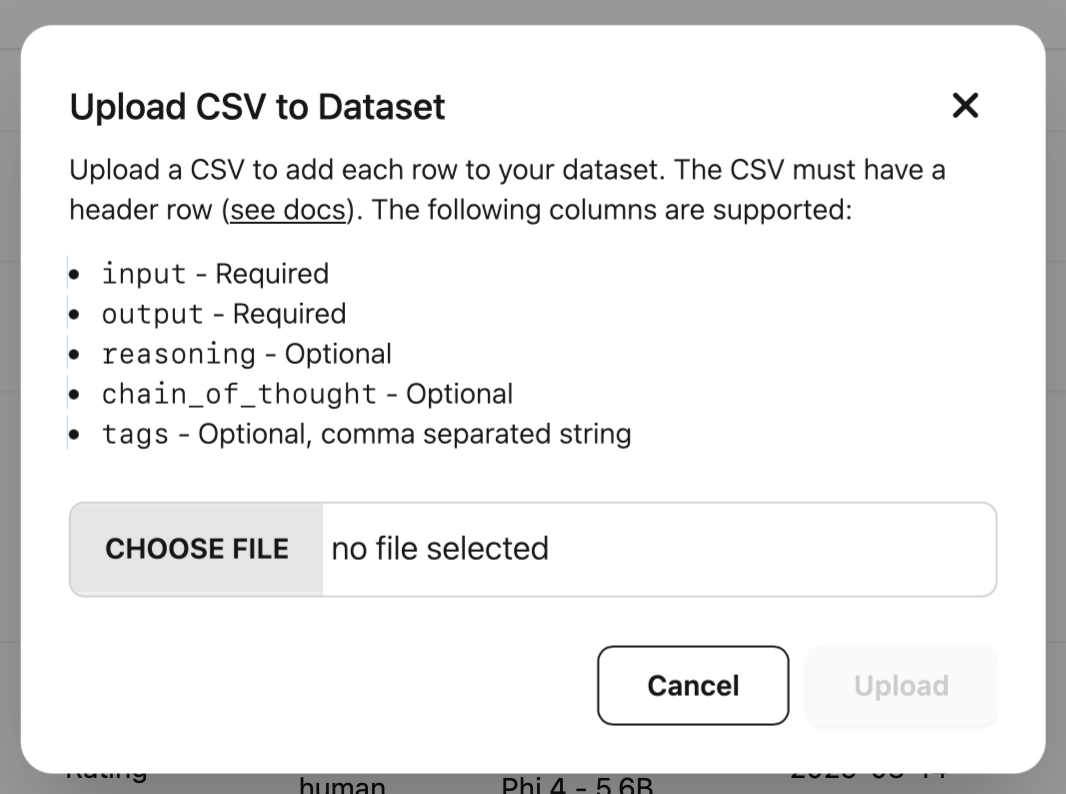 Upload CSV to Dataset
Upload a CSV to add each row to your dataset. The CSV must have a
header row (see docs). The following columns are supported:
• input - Required
• output - Required
• reasoning - Optional
• chain_of_thought - Optional
• tags - Optional, comma separated string
CHOOSE FILE no file selected
Cancel Upload
Rating
human Phi 4 - 5.6B